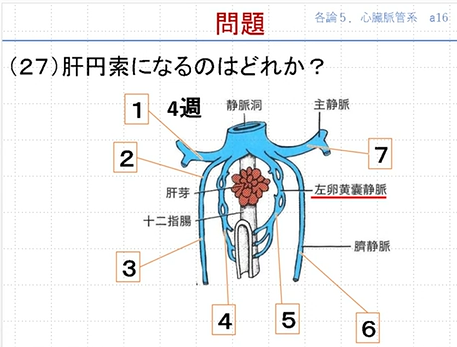 問題
各論５．心臓脈管系 a16
（２７）肝円索になるのはどれか？
4週
静脈洞
主静脈
1
2
7
肝芽
左卵黄嚢静脈
十二指腸
臍静脈
3
4
5
6